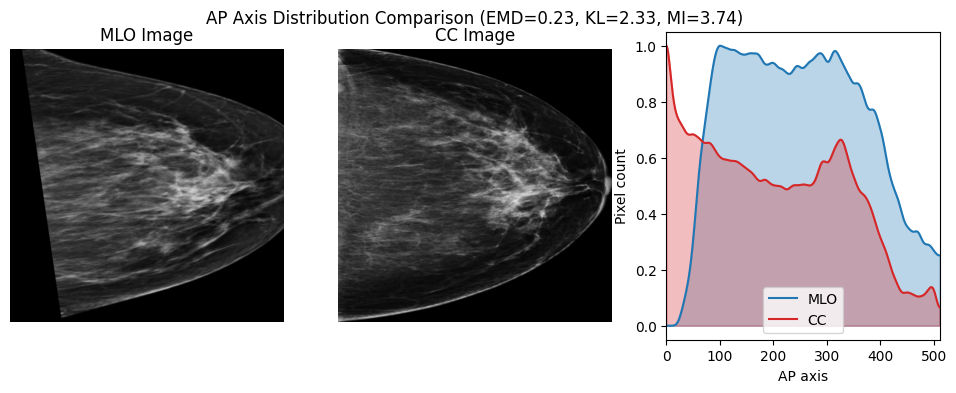 AP Axis Distribution Comparison (EMD=0.23, KL=2.33, MI=3.74)
MLO Image
CC Image
Pixel count
1.0
0.8
0.6
0.4
0.2
0.0
MLO
CC
0 100 200 300 400 500
AP axis